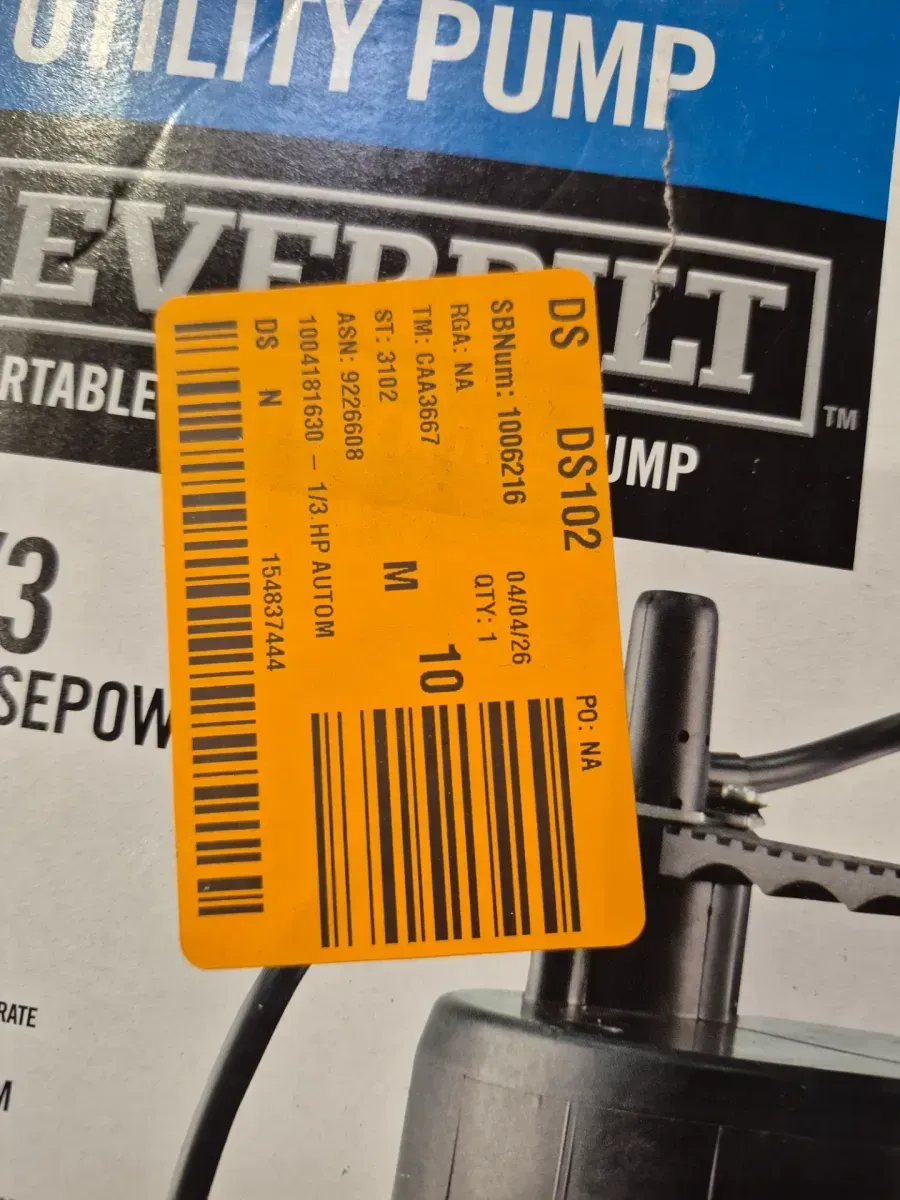 UTILITY PUMP
EVERBILT
RTABLE
UMP
TM
/3
SEPOW
RATE
M
DS DS102 PO: NA
SBNum: 1006216 04/04/26
RGA: NA QTY: 1
TM: CAA3667 10
ST: 3102 M
ASN: 9226608
1004181630 – 1/3 HP AUTOM
DS N 154837444